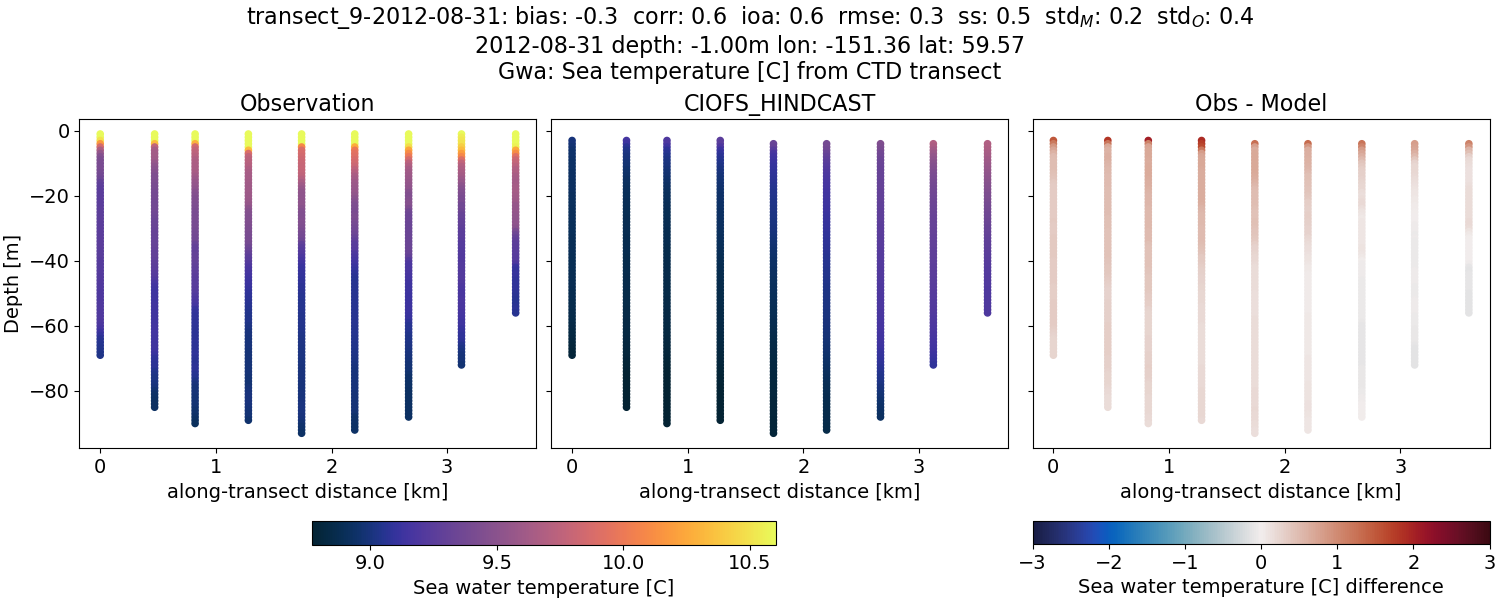 transect_9-2012-08-31: bias: -0.3  corr: 0.6  ioa: 0.6  rmse: 0.3  ss: 0.5  std_M: 0.2  std_O: 0.4
2012-08-31 depth: -1.00m lon: -151.36 lat: 59.57
Gwa: Sea temperature [C] from CTD transect
Observation CIOFS_HINDCAST Obs - Model
Depth [m]
0
−20
−40
−60
−80
0 1 2 3 0 1 2 3 0 1 2 3
along-transect distance [km] along-transect distance [km] along-transect distance [km]
9.0 9.5 10.0 10.5 −3 −2 −1 0 1 2 3
Sea water temperature [C] Sea water temperature [C] difference